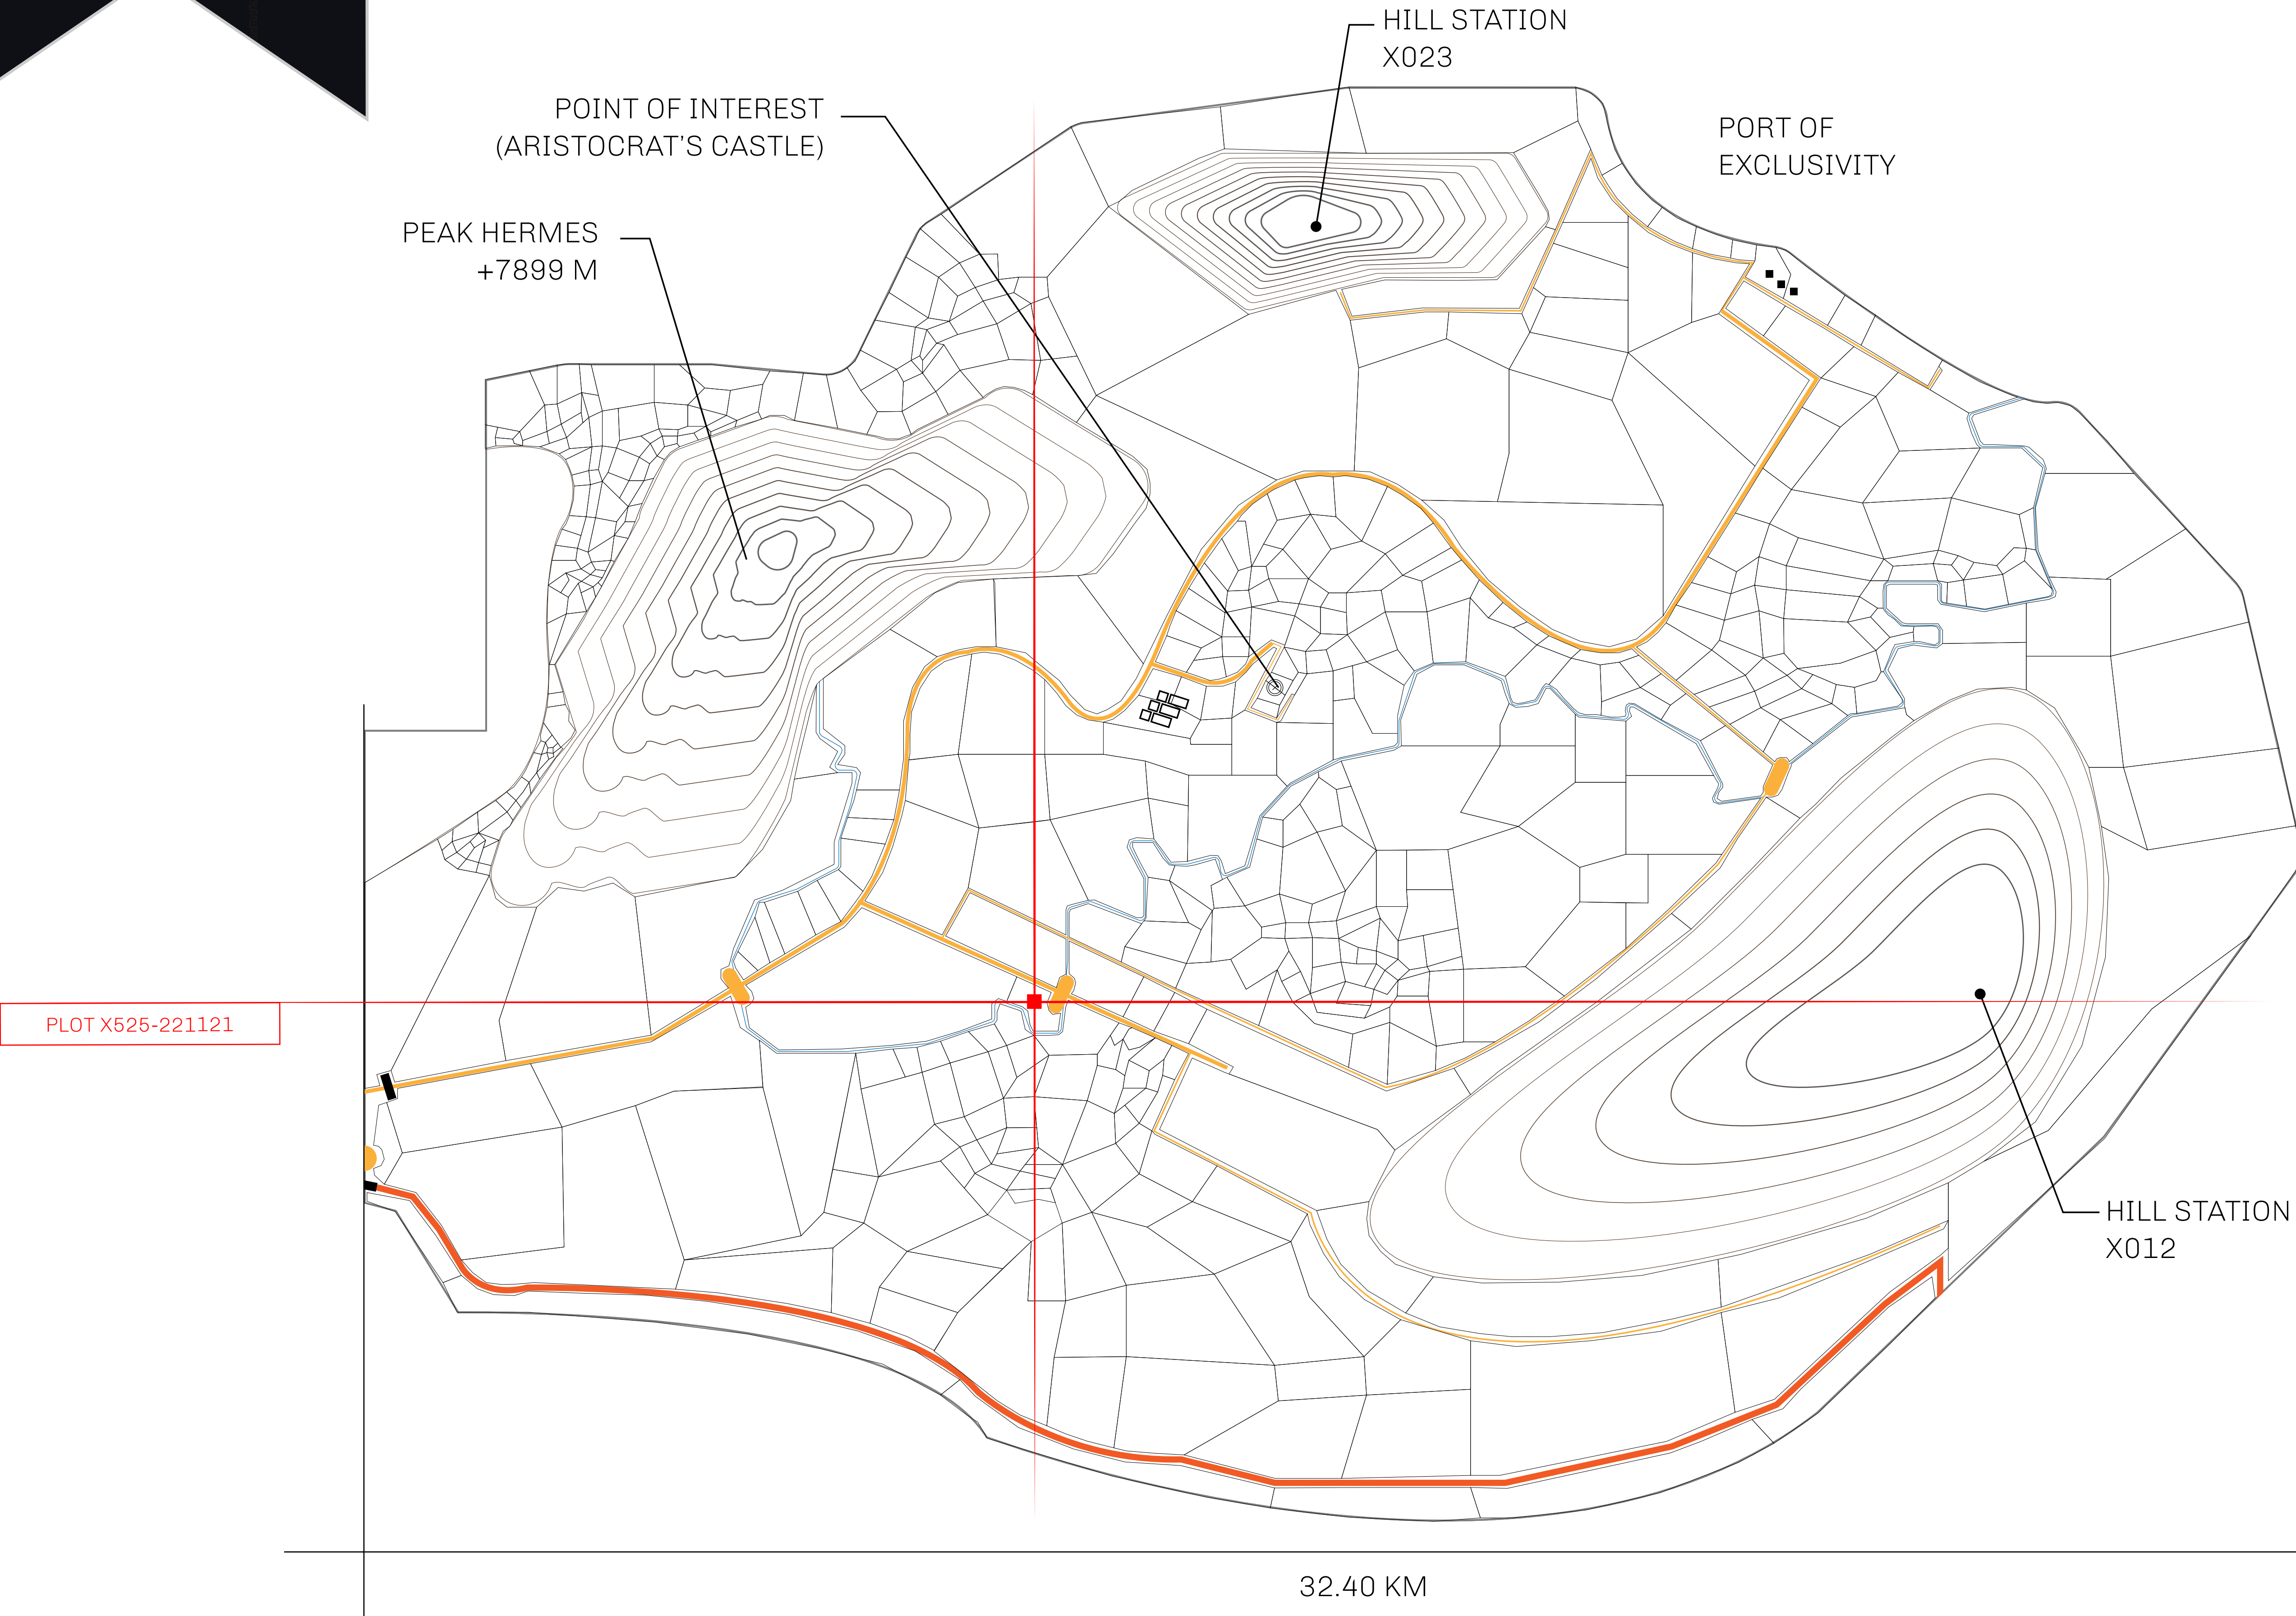 HILL STATION
X023
POINT OF INTEREST
(ARISTOCRAT'S CASTLE)
PORT OF
EXCLUSIVITY
PEAK HERMES
+7899 M
PLOT X525-221121
HILL STATION
X012
32.40 KM